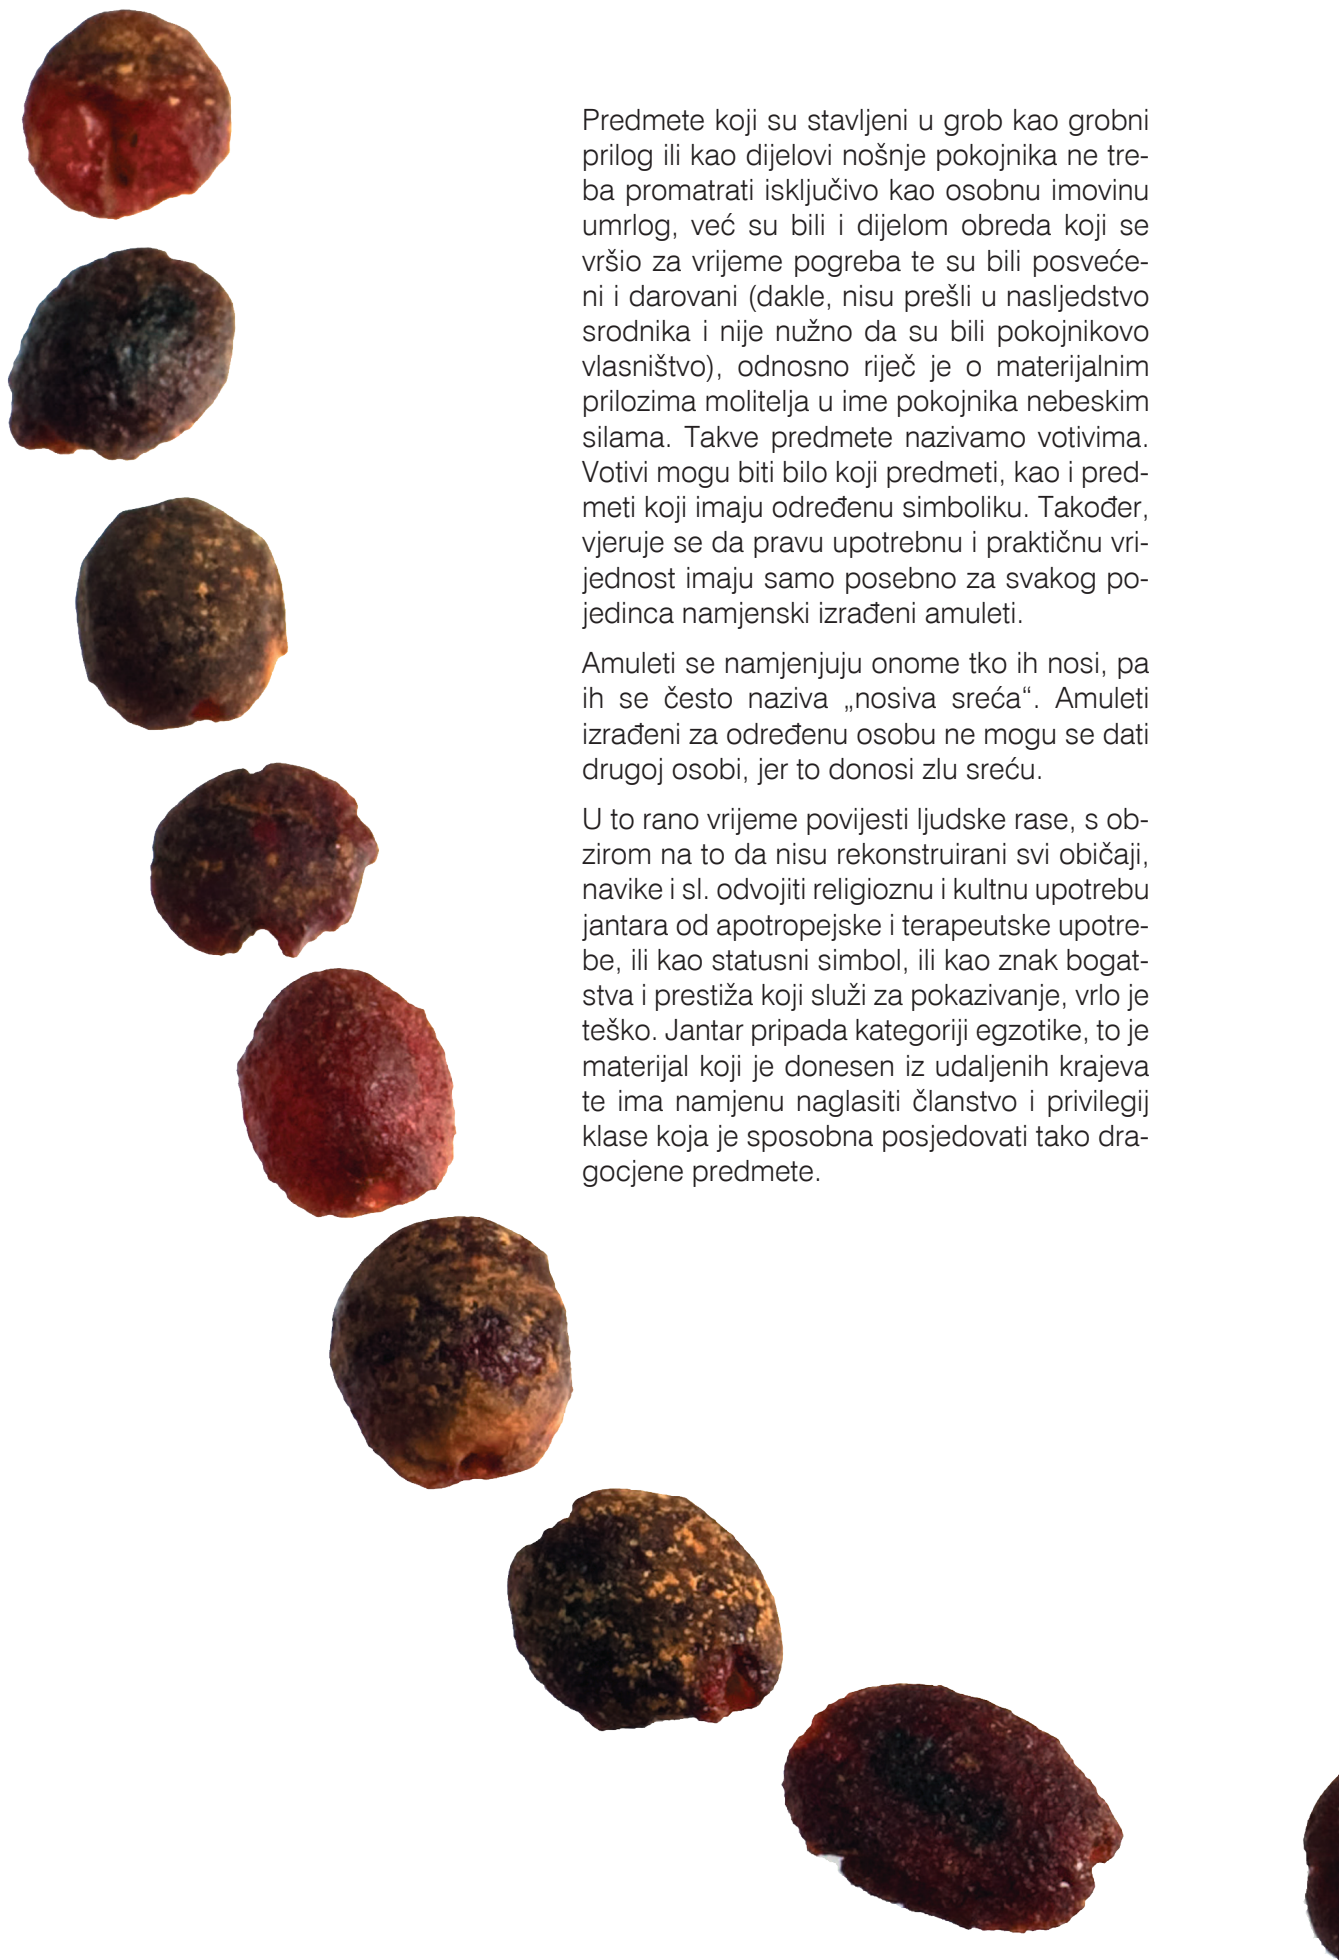 Predmete koji su stavljeni u grob kao grobni
prilog ili kao dijelovi nošnje pokojnika ne tre-
ba promatrati isključivo kao osobnu imovinu
umrlog, već su bili i dijelom obreda koji se
vršio za vrijeme pogreba te su bili posveće-
ni i darovani (dakle, nisu prešli u nasljedstvo
srodnika i nije nužno da su bili pokojnikovo
vlasništvo), odnosno riječ je o materijalnim
prilozima molitelja u ime pokojnika nebeskim
silama. Takve predmete nazivamo votivima.
Votivi mogu biti bilo koji predmeti, kao i pred-
meti koji imaju određenu simboliku. Također,
vjeruje se da pravu upotrebnu i praktičnu vri-
jednost imaju samo posebno za svakog po-
jedinca namjenski izrađeni amuleti.
Amuleti se namjenjuju onome tko ih nosi, pa
ih se često naziva „nosiva sreća“. Amuleti
izrađeni za određenu osobu ne mogu se dati
drugoj osobi, jer to donosi zlu sreću.
U to rano vrijeme povijesti ljudske rase, s ob-
zirom na to da nisu rekonstruirani svi običaji,
navike i sl. odvojiti religioznu i kultnu upotrebu
jantara od apotropejske i terapeutske upotre-
be, ili kao statusni simbol, ili kao znak bogat-
stva i prestiža koji služi za pokazivanje, vrlo je
teško. Jantar pripada kategoriji egzotike, to je
materijal koji je donesen iz udaljenih krajeva
te ima namjenu naglasiti članstvo i privilegij
klase koja je sposobna posjedovati tako dra-
gocjene predmete.